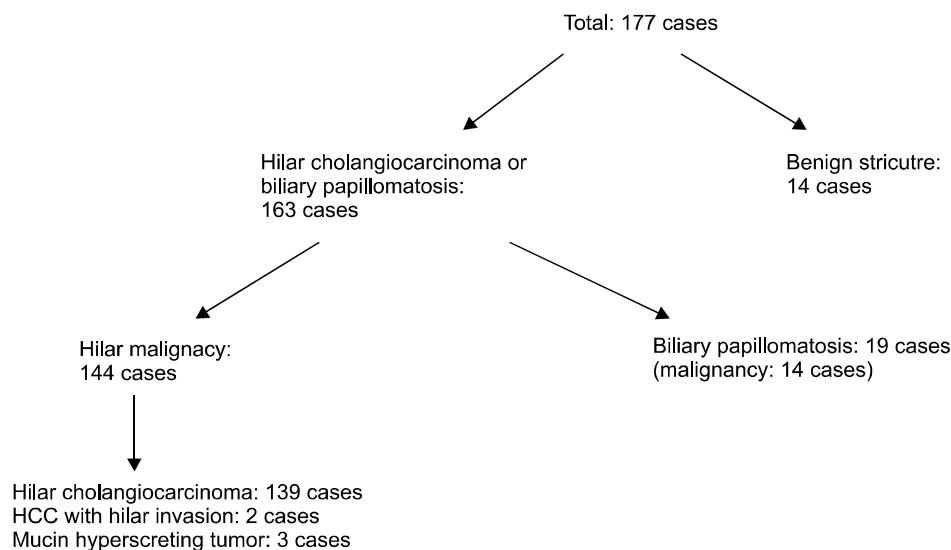 Total: 177 cases
Hilar cholangiocarcinoma or
biliary papillomatosis:
163 cases
Benign stricutre:
14 cases
Hilar malignacy:
144 cases
Biliary papillomatosis: 19 cases
(malignancy: 14 cases)
Hilar cholangiocarcinoma: 139 cases
HCC with hilar invasion: 2 cases
Mucin hyperscreting tumor: 3 cases